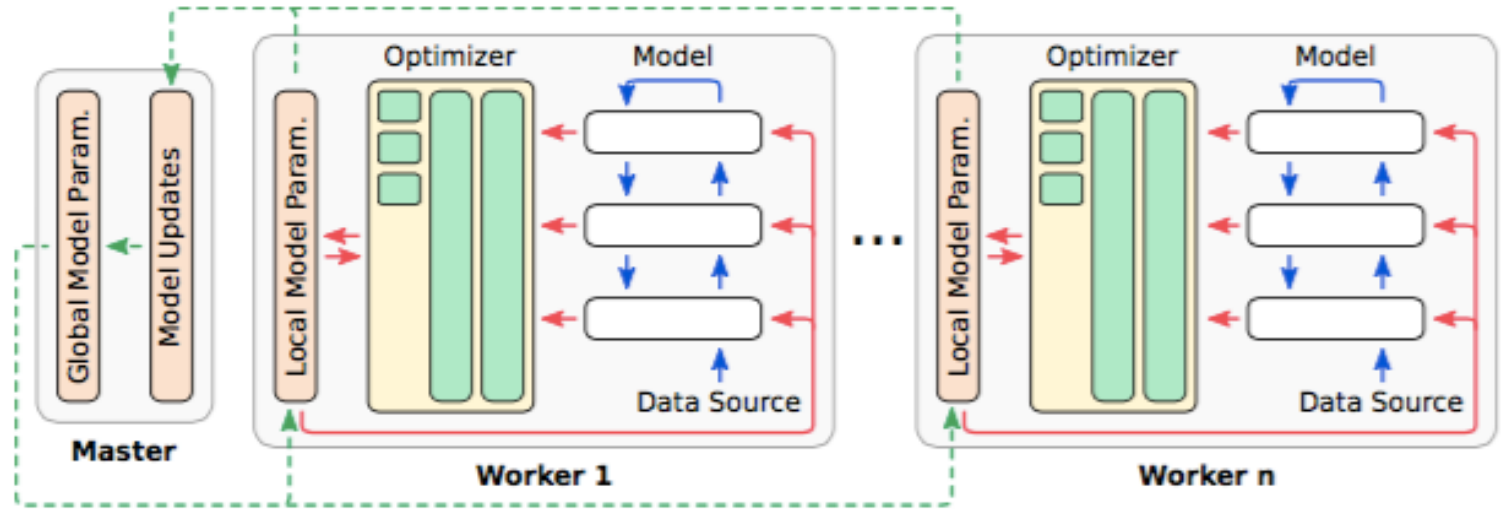 Global Model Param.
Model Updates
Master
Optimizer
Model
Local Model Param.
Data Source
Worker 1
...
Optimizer
Model
Local Model Param.
Data Source
Worker n